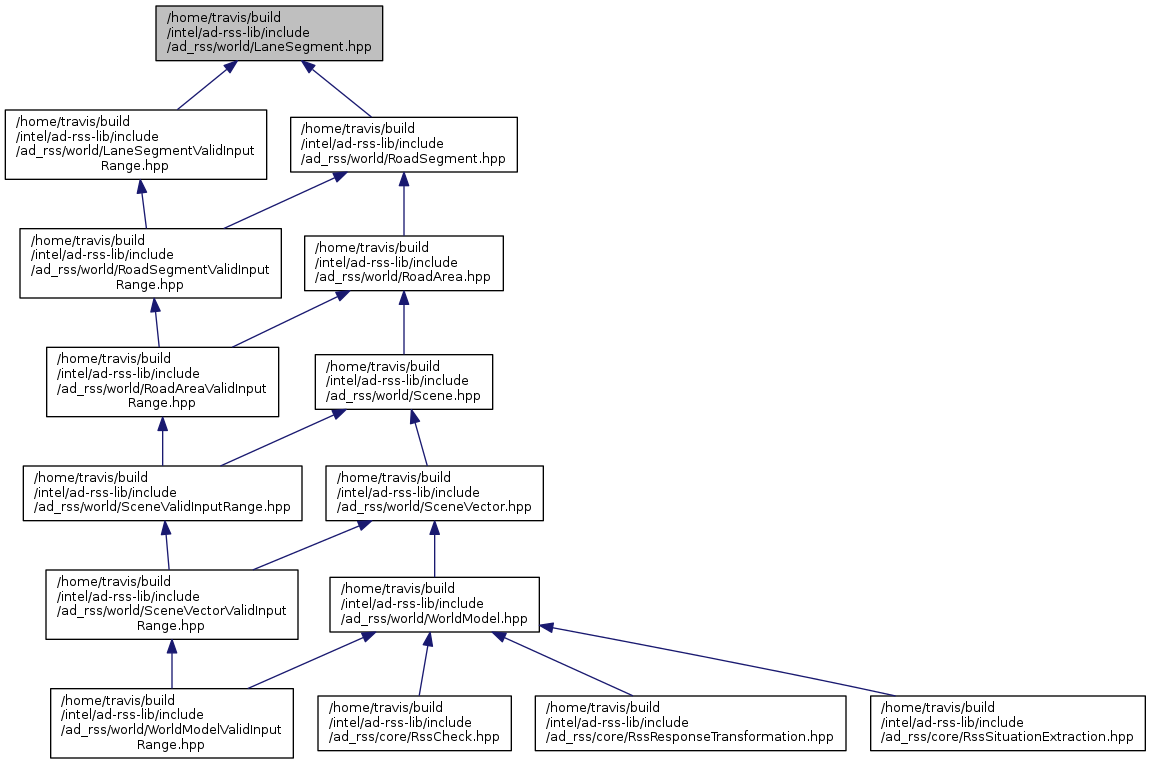 /home/travis/build
/intel/ad-rss-lib/include
/ad_rss/world/LaneSegment.hpp
/home/travis/build
/intel/ad-rss-lib/include
/ad_rss/world/LaneSegmentValidInput
Range.hpp
/home/travis/build
/intel/ad-rss-lib/include
/ad_rss/world/RoadSegment.hpp
/home/travis/build
/intel/ad-rss-lib/include
/ad_rss/world/RoadSegmentValidInput
Range.hpp
/home/travis/build
/intel/ad-rss-lib/include
/ad_rss/world/RoadArea.hpp
/home/travis/build
/intel/ad-rss-lib/include
/ad_rss/world/RoadAreaValidInput
Range.hpp
/home/travis/build
/intel/ad-rss-lib/include
/ad_rss/world/Scene.hpp
/home/travis/build
/intel/ad-rss-lib/include
/ad_rss/world/SceneValidInputRange.hpp
/home/travis/build
/intel/ad-rss-lib/include
/ad_rss/world/SceneVector.hpp
/home/travis/build
/intel/ad-rss-lib/include
/ad_rss/world/SceneVectorValidInput
Range.hpp
/home/travis/build
/intel/ad-rss-lib/include
/ad_rss/world/WorldModel.hpp
/home/travis/build
/intel/ad-rss-lib/include
/ad_rss/world/WorldModelValidInput
Range.hpp
/home/travis/build
/intel/ad-rss-lib/include
/ad_rss/core/RssCheck.hpp
/home/travis/build
/intel/ad-rss-lib/include
/ad_rss/core/RssResponseTransformation.hpp
/home/travis/build
/intel/ad-rss-lib/include
/ad_rss/core/RssSituationExtraction.hpp